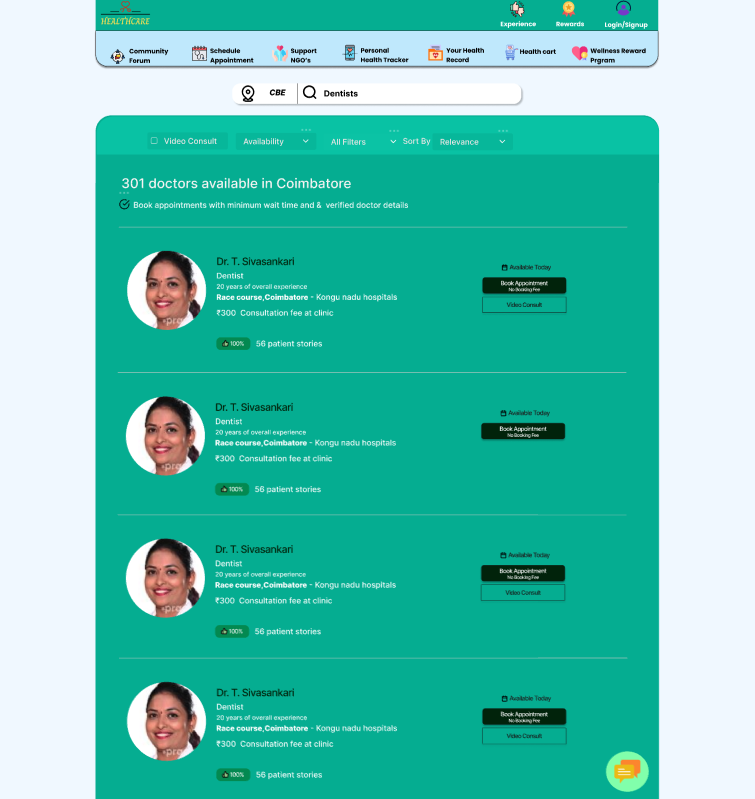 HEALTHCARE
Experience
Rewards
Login/Signup
Community
Forum
Schedule
Appointment
Support
NGO's
Personal
Health Tracker
Your Health
Record
Health cart
Wellness Reward
Prgram
CBE
Dentists
Video Consult
Availability
All Filters
Sort By
Relevance
301 doctors available in Coimbatore
Book appointments with minimum wait time and & verified doctor details
Dr. T. Sivasankari
Dentist
20 years of overall experience
Race course,Coimbatore - Kongu nadu hospitals
₹300 Consultation fee at clinic
100% 56 patient stories
Available Today
Book Appointment
No Booking Fee
Video Consult
Dr. T. Sivasankari
Dentist
20 years of overall experience
Race course,Coimbatore - Kongu nadu hospitals
₹300 Consultation fee at clinic
100% 56 patient stories
Available Today
Book Appointment
No Booking Fee
Dr. T. Sivasankari
Dentist
20 years of overall experience
Race course,Coimbatore - Kongu nadu hospitals
₹300 Consultation fee at clinic
100% 56 patient stories
Available Today
Book Appointment
No Booking Fee
Video Consult
Dr. T. Sivasankari
Dentist
20 years of overall experience
Race course,Coimbatore - Kongu nadu hospitals
₹300 Consultation fee at clinic
100% 56 patient stories
Available Today
Book Appointment
No Booking Fee
Video Consult